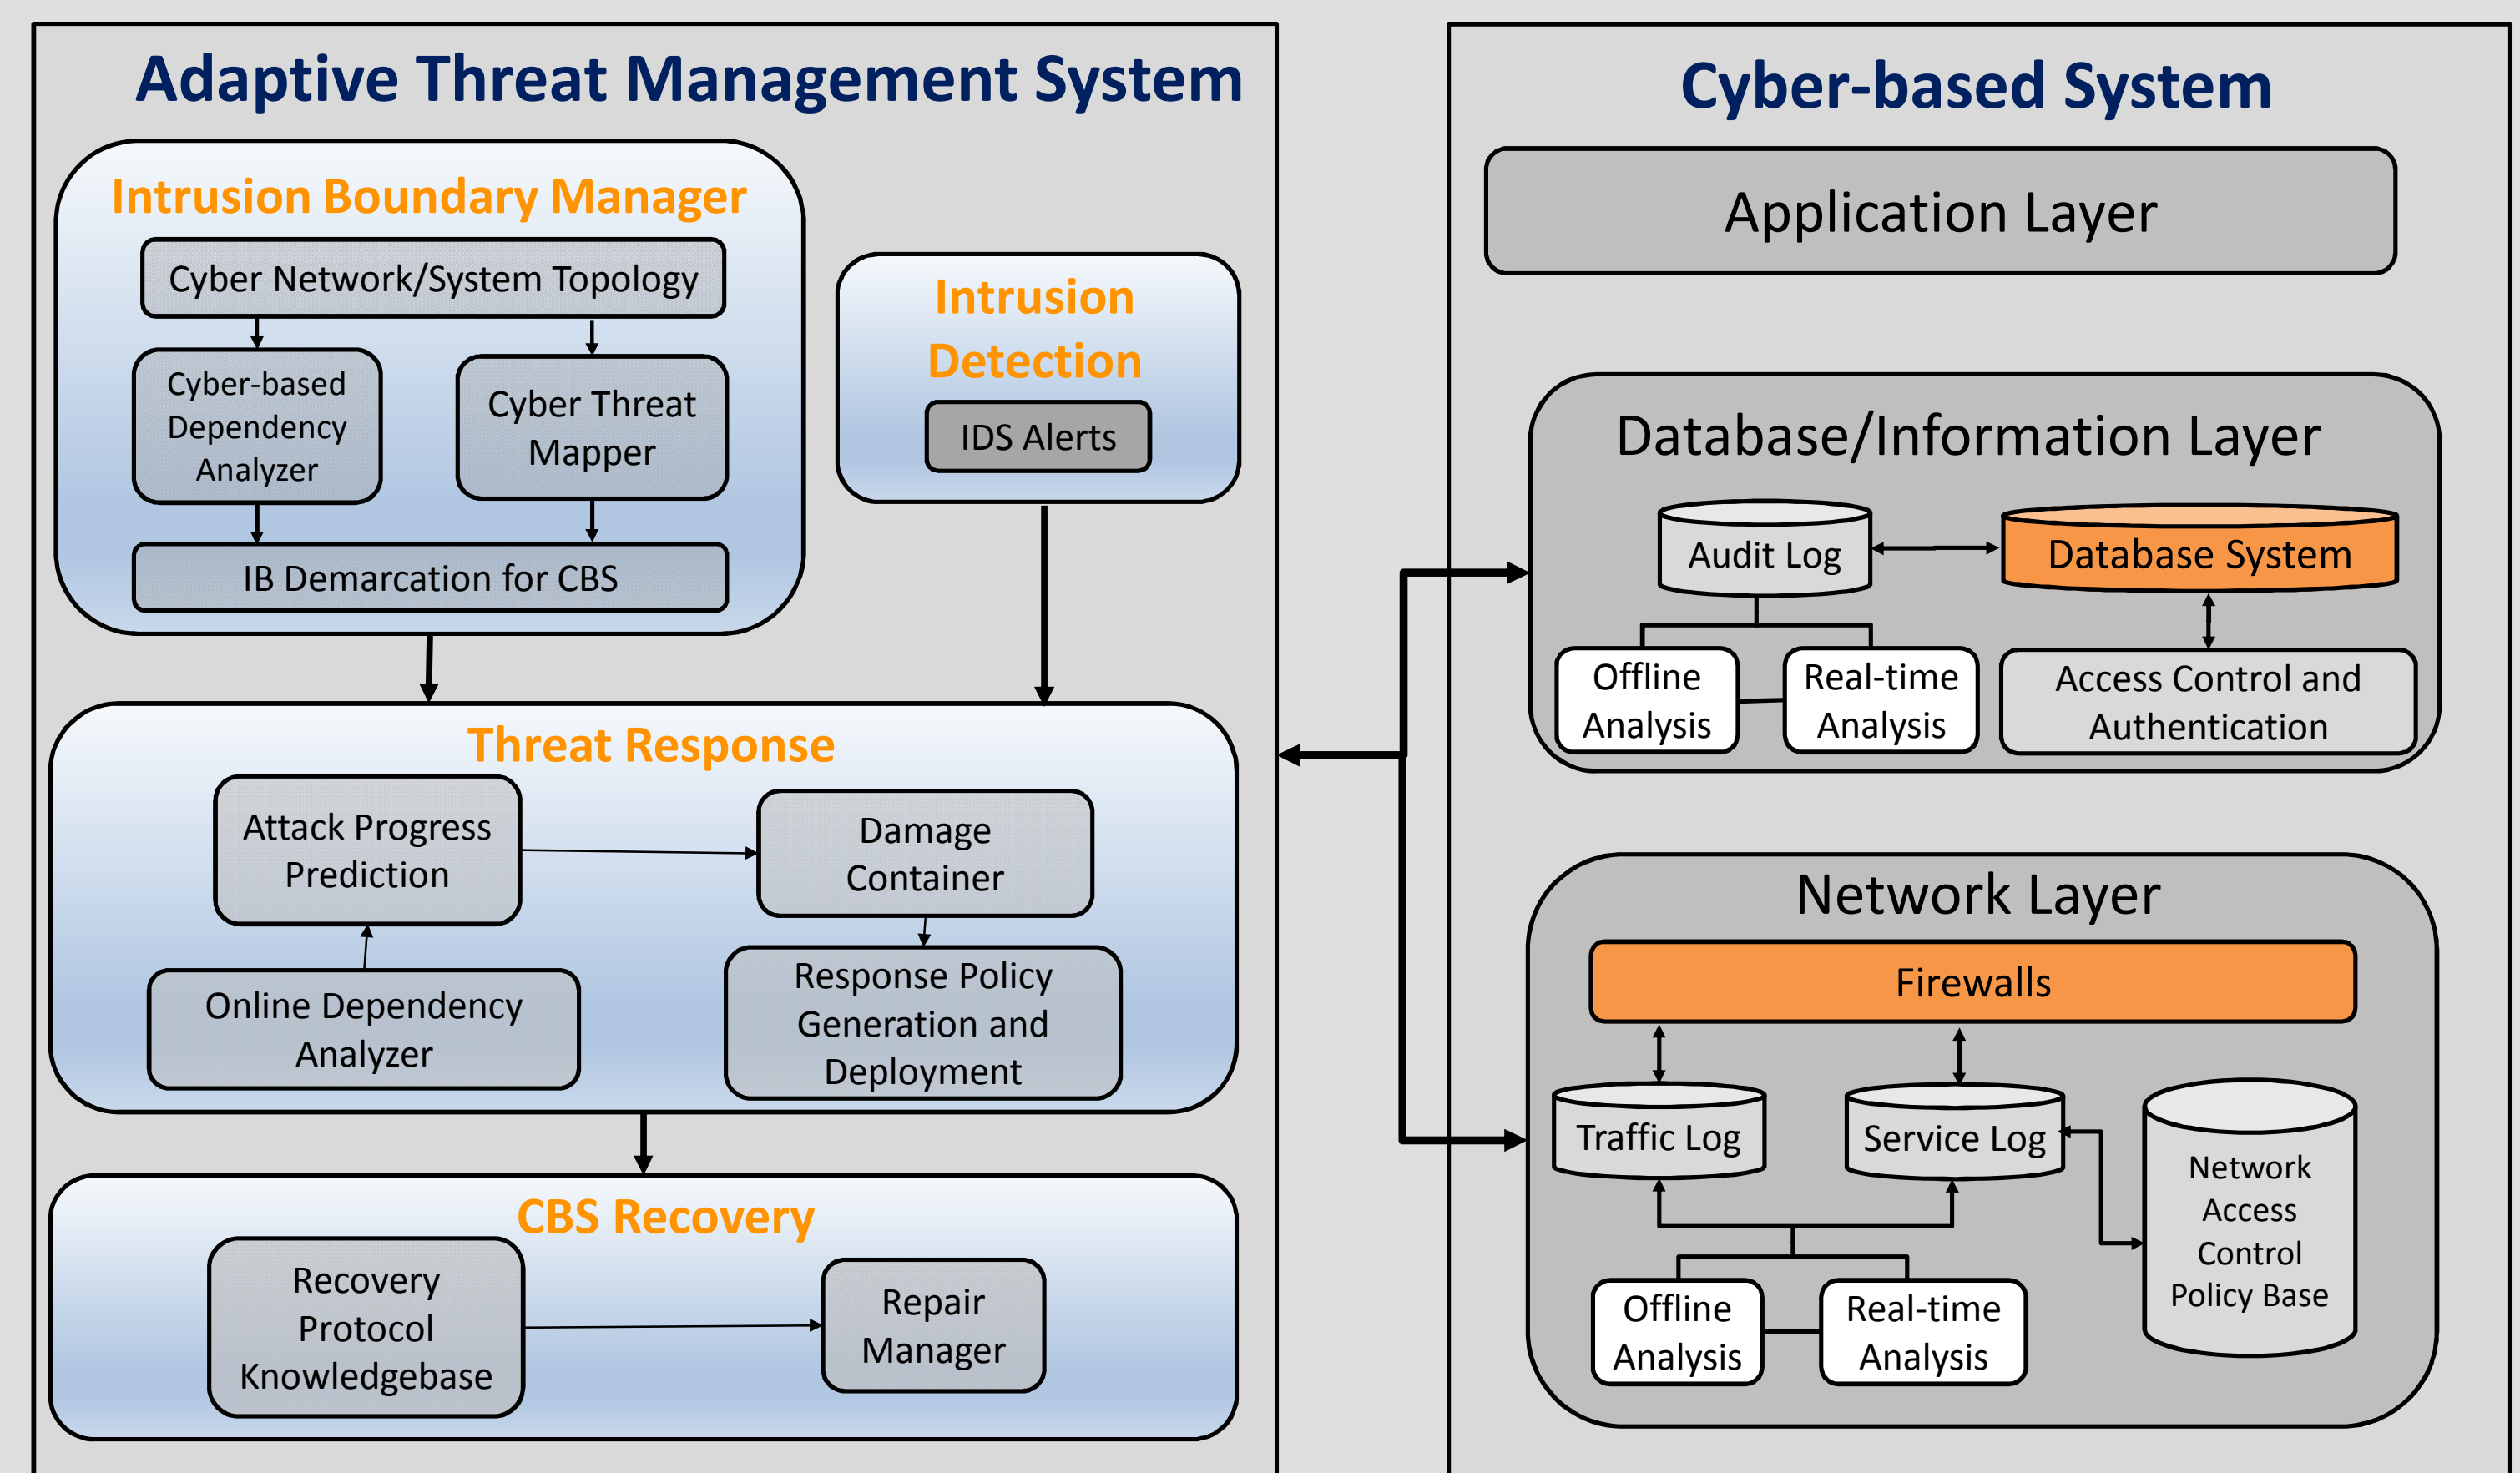 Adaptive Threat Management System
Intrusion Boundary Manager
Cyber Network/System Topology
Cyber-based
Dependency
Analyzer
Cyber Threat
Mapper
IB Demarcation for CBS
Intrusion
Detection
IDS Alerts
Threat Response
Attack Progress
Prediction
Damage
Container
Online Dependency
Analyzer
Response Policy
Generation and
Deployment
CBS Recovery
Recovery
Protocol
Knowledgebase
Repair
Manager
Cyber-based System
Application Layer
Database/Information Layer
Audit Log
Database System
Offline
Analysis
Real-time
Analysis
Access Control and
Authentication
Network Layer
Firewalls
Traffic Log
Service Log
Network
Access
Control
Policy Base
Offline
Analysis
Real-time
Analysis